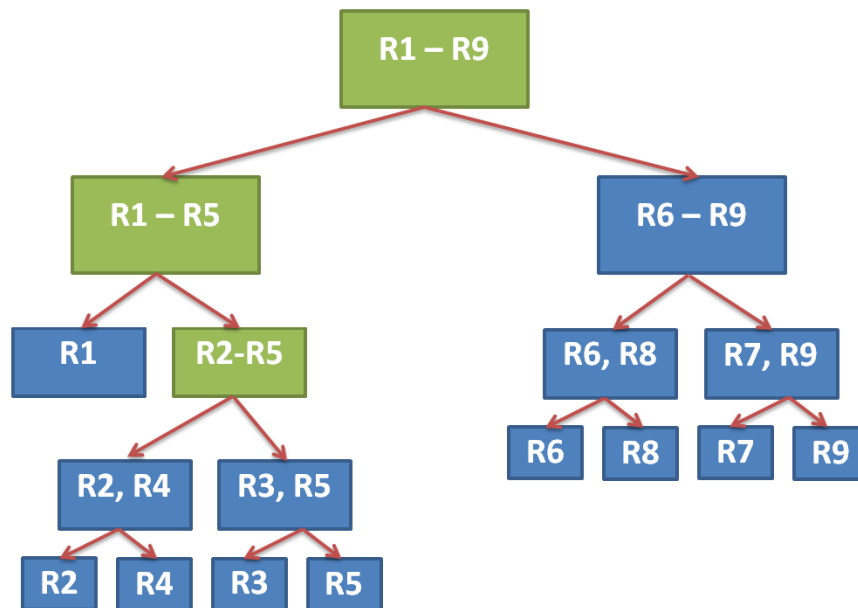 R1 – R9
R1 – R5
R6 – R9
R1
R2-R5
R6, R8
R7, R9
R6
R8
R7
R9
R2, R4
R3, R5
R2
R4
R3
R5